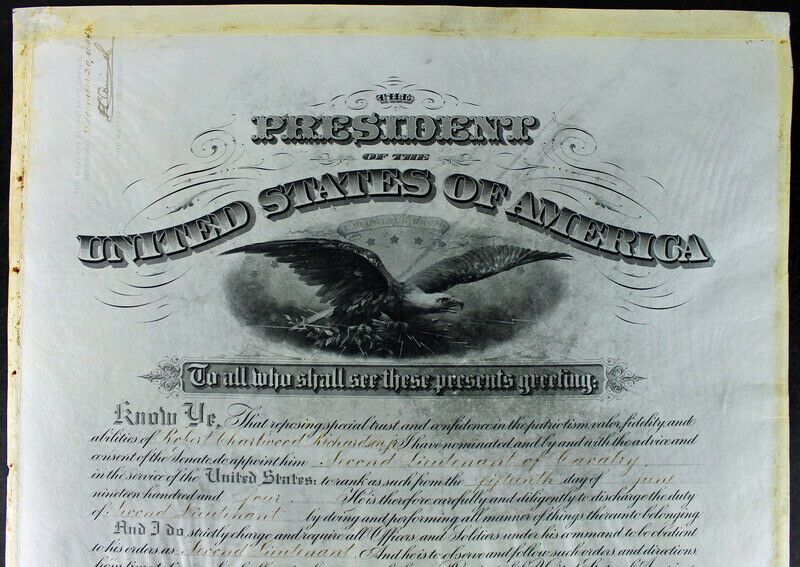 THE
PRESIDENT
OF THE
UNITED STATES OF AMERICA
To all who shall see these presents greeting:
Know Ye, That reposing special trust and confidence in the patriotism valor, fidelity and
abilities of Robert Charlwood Richardson, jr I have nominated and by and with the advice and
consent of the Senate do appoint him Second Lieutenant of Cavalry
in the service of the United States: to rank as such from the fifteenth day of June
nineteen hundred and four. He is therefore carefully and diligently to discharge the duty
of Second Lieutenant by doing and performing all manner of things thereunto belonging
And I do strictly charge and require all Officers and Soldiers under his command to be obedient
to his orders as Second Lieutenant. And he is to observe and follow such orders and directions,